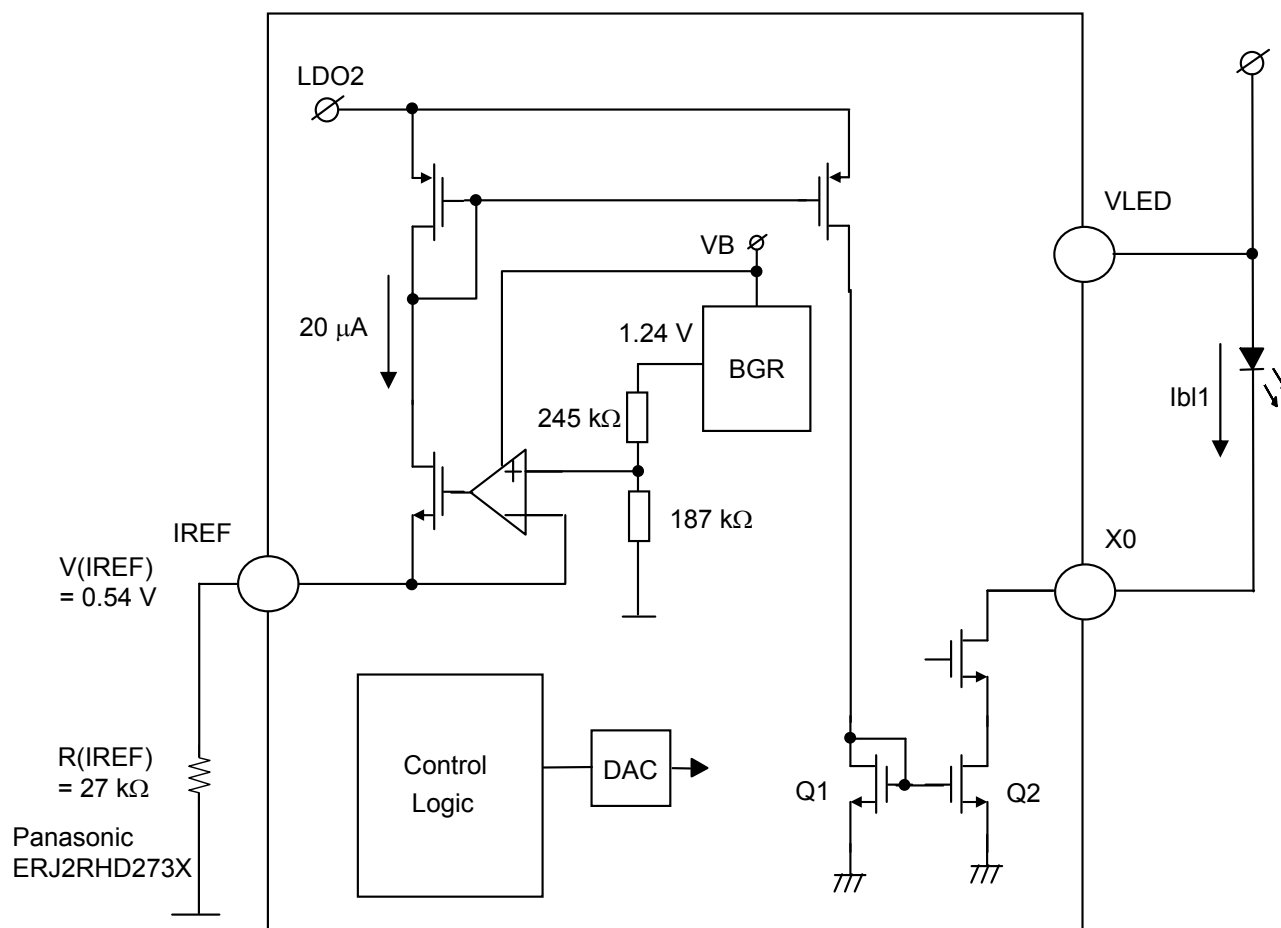 LDO2
VLED
VB
20 μA
1.24 V
BGR
245 kΩ
Ibl1
187 kΩ
IREF
X0
V(IREF)
= 0.54 V
R(IREF)
= 27 kΩ
Control
Logic
DAC
Q1
Q2
Panasonic
ERJ2RHD273X